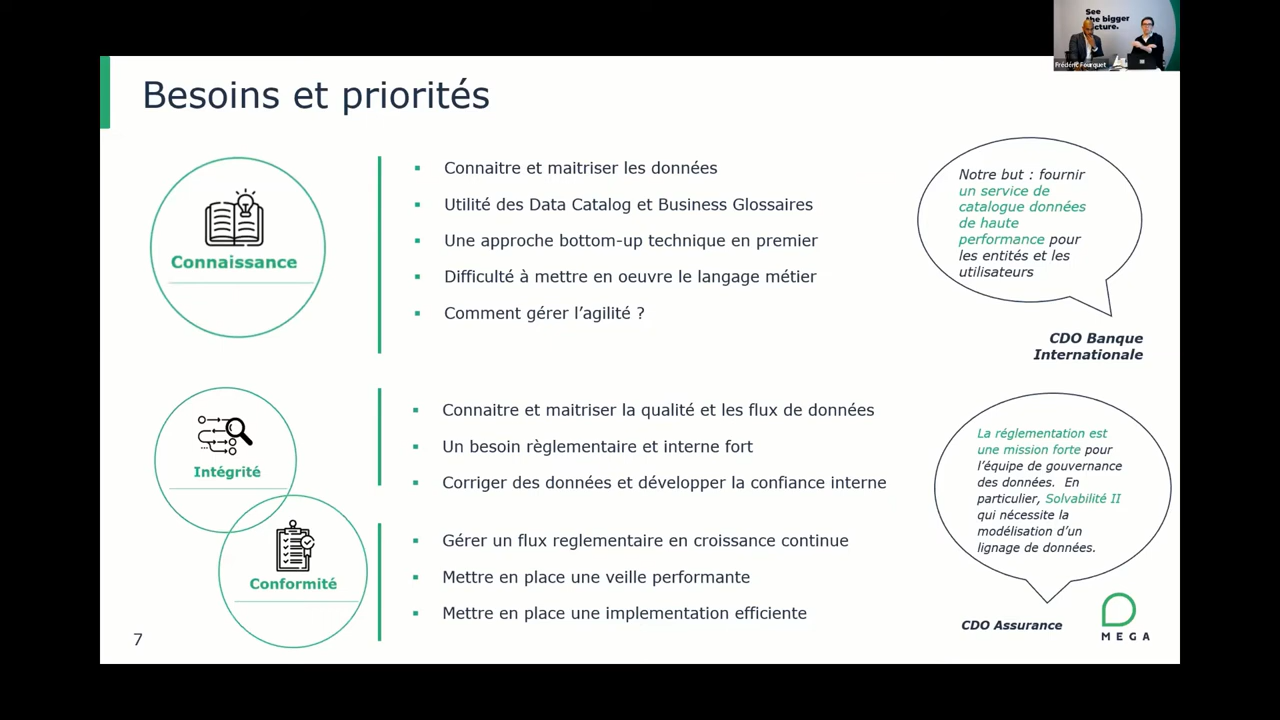 See
the bigger
picture.
Frédéric Fourquet
Besoins et priorités
Connaissance
Connaitre et maitriser les données
Utilité des Data Catalog et Business Glossaires
Une approche bottom-up technique en premier
Difficulté à mettre en oeuvre le langage métier
Comment gérer l’agilité ?
Notre but : fournir
un service de
catalogue données
de haute
performance pour
les entités et les
utilisateurs
CDO Banque
Internationale
Intégrité
Connaitre et maitriser la qualité et les flux de données
Un besoin règlementaire et interne fort
Corriger des données et développer la confiance interne
Conformité
Gérer un flux reglementaire en croissance continue
Mettre en place une veille performante
Mettre en place une implementation efficiente
La réglementation est
une mission forte pour
l’équipe de gouvernance
des données. En
particulier, Solvabilité II
qui nécessite la
modélisation d’un
lignage de données.
CDO Assurance
MEGA
7